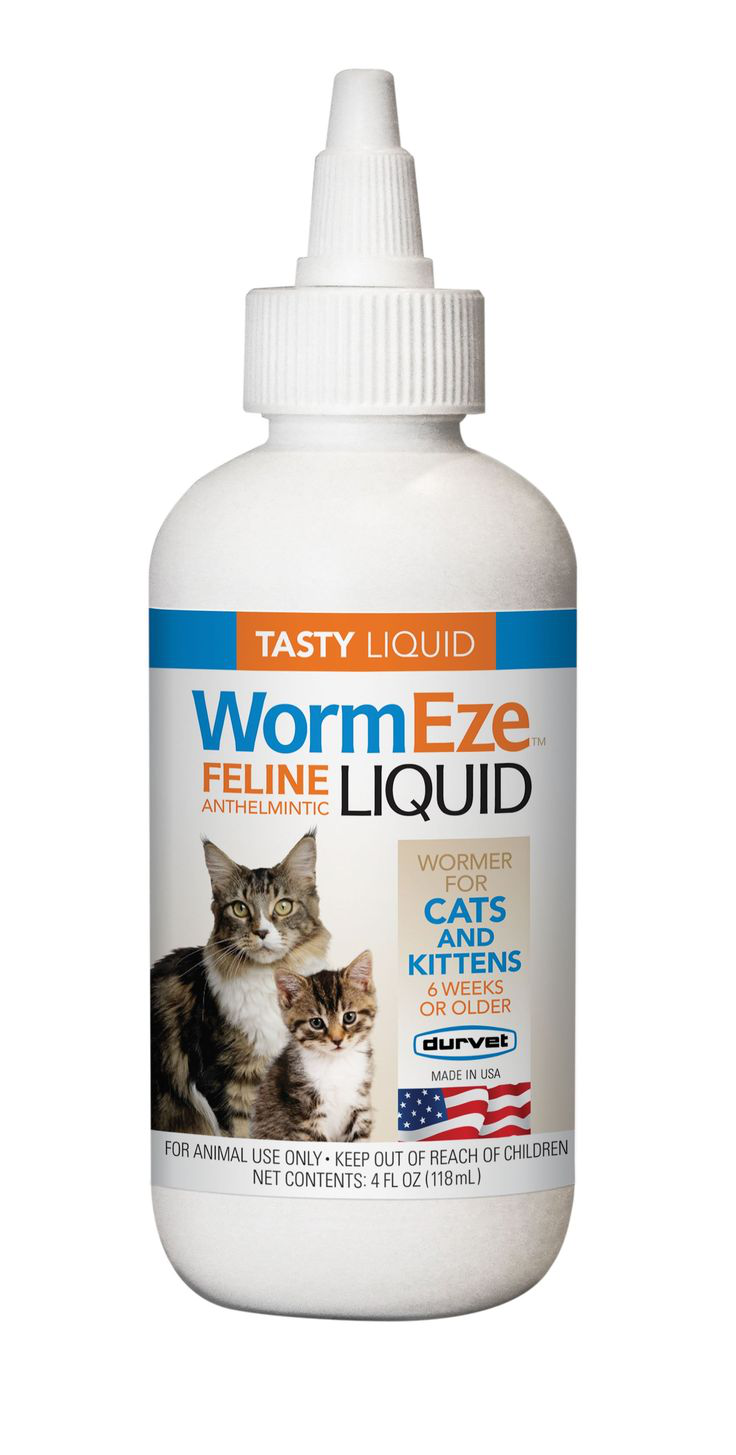 TASTY LIQUID
WormEze™
FELINE
ANTHELMINTIC
LIQUID
WORMER
FOR
CATS
AND
KITTENS
6 WEEKS
OR OLDER
durvet
MADE IN USA
FOR ANIMAL USE ONLY • KEEP OUT OF REACH OF CHILDREN
NET CONTENTS: 4 FL OZ (118 mL)